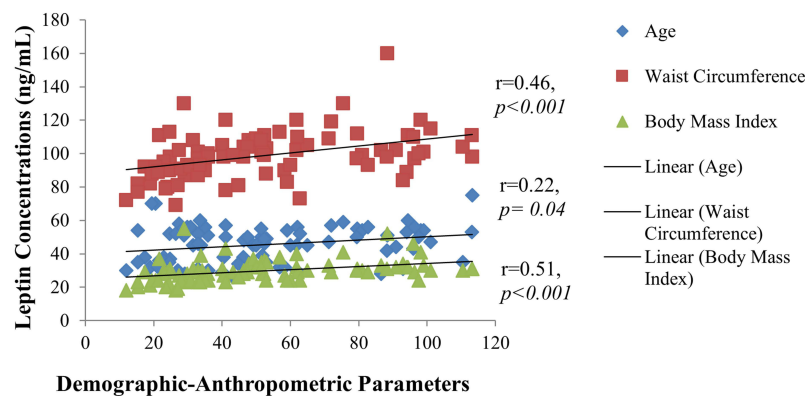 Leptin Concentrations (ng/mL)
180
160
140
120
100
80
60
40
20
0
0 20 40 60 80 100 120
Demographic-Anthropometric Parameters
r=0.46,
p<0.001
r=0.22,
p= 0.04
r=0.51,
p<0.001
Age
Waist Circumference
Body Mass Index
Linear (Age)
Linear (Waist
Circumference)
Linear (Body Mass
Index)